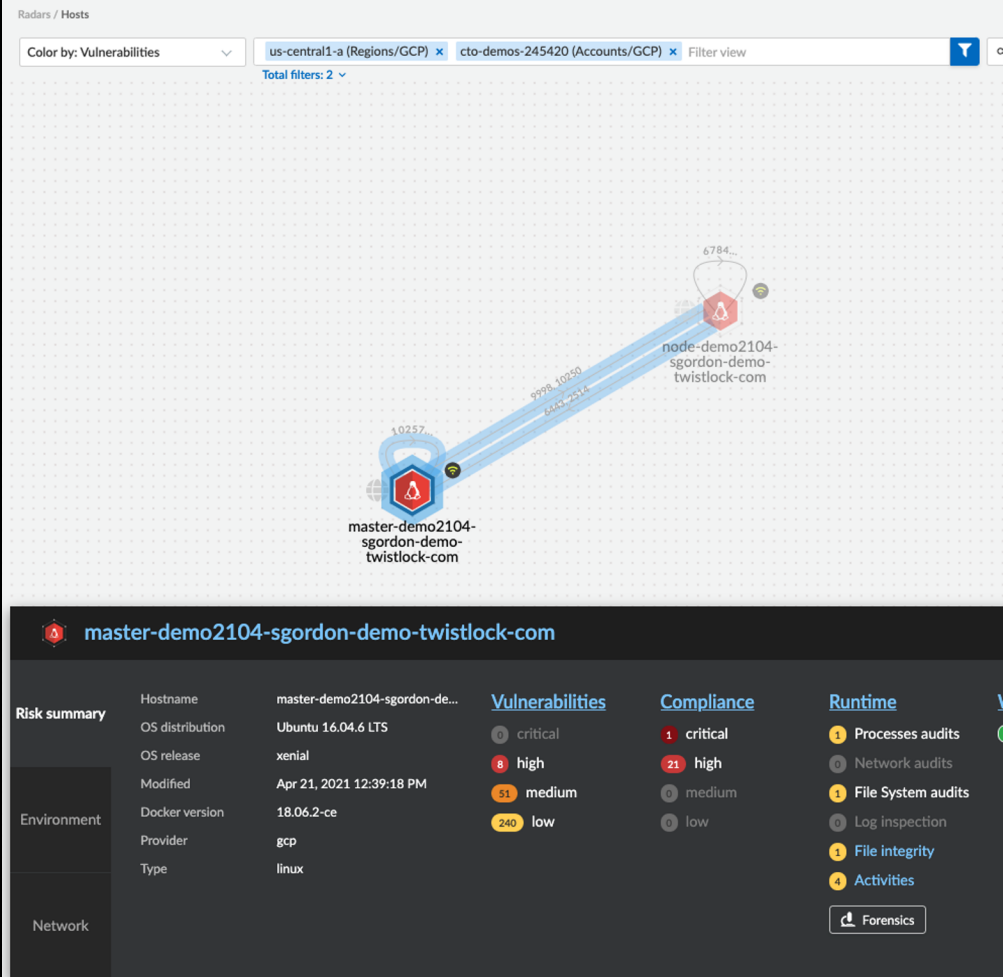 Radars / Hosts
Color by: Vulnerabilities
us-central1-a (Regions/GCP) × cto-demos-245420 (Accounts/GCP) × Filter view
Total filters: 2
6784...
node-demo2104-
sgordon-demo-
twistlock-com
9998, 10250
6443, 2514
10257...
master-demo2104-
sgordon-demo-
twistlock-com
master-demo2104-sgordon-demo-twistlock-com
Risk summary
Environment
Network
Hostname master-demo2104-sgordon-de...
OS distribution Ubuntu 16.04.6 LTS
OS release xenial
Modified Apr 21, 2021 12:39:18 PM
Docker version 18.06.2-ce
Provider gcp
Type linux
Vulnerabilities
0 critical
8 high
51 medium
240 low
Compliance
1 critical
21 high
0 medium
0 low
Runtime
1 Processes audits
0 Network audits
1 File System audits
0 Log inspection
1 File integrity
4 Activities
Forensics